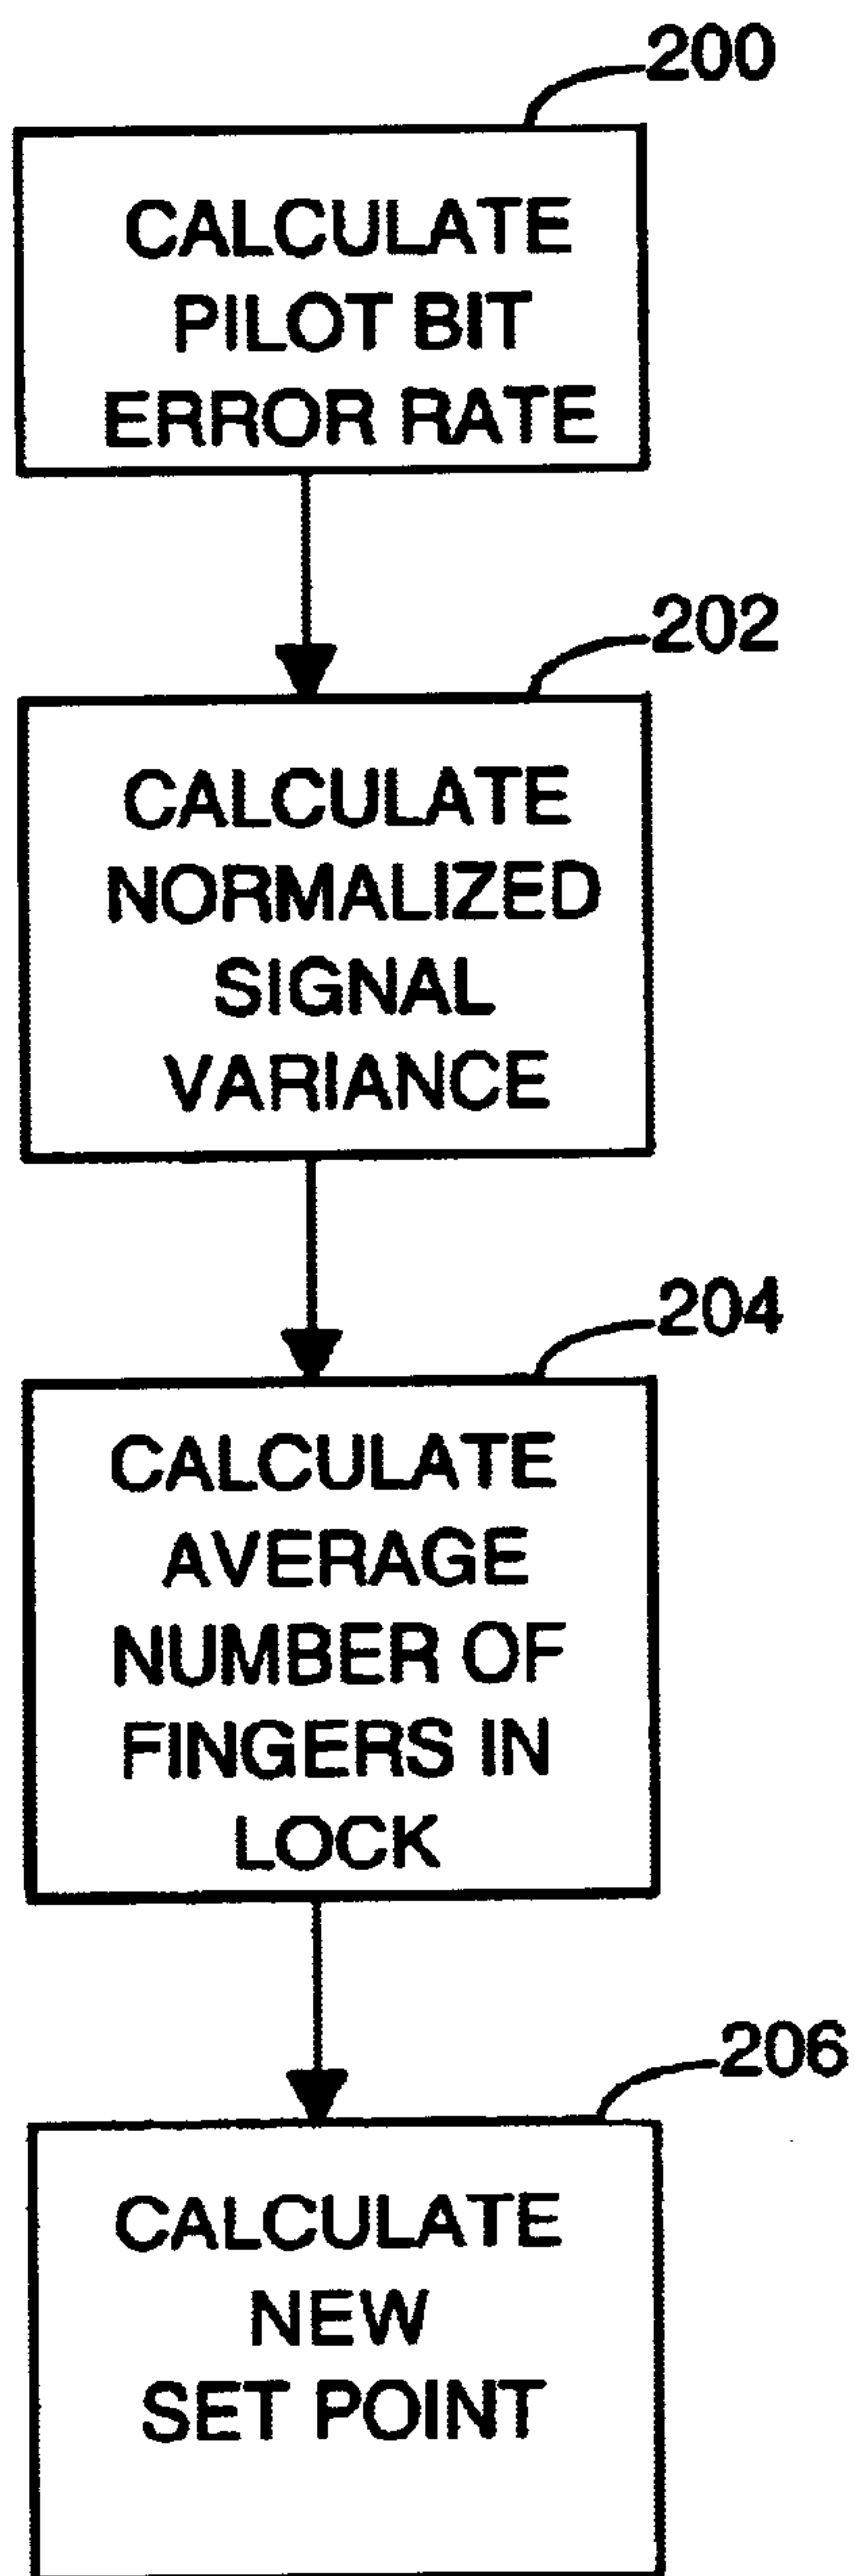 200
CALCULATE
PILOT BIT
ERROR RATE
202
CALCULATE
NORMALIZED
SIGNAL
VARIANCE
204
CALCULATE
AVERAGE
NUMBER OF
FINGERS IN
LOCK
206
CALCULATE
NEW
SET POINT